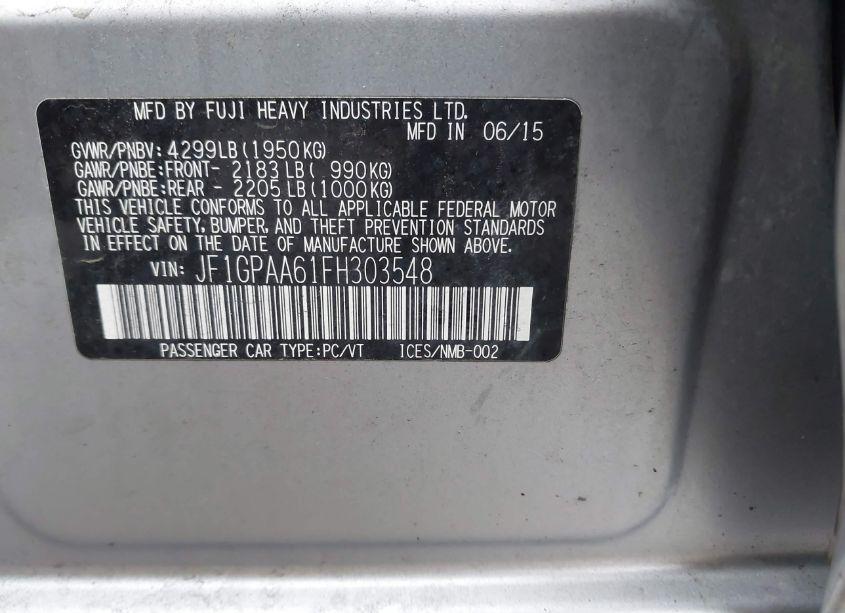 MFD BY FUJI HEAVY INDUSTRIES LTD.
MFD IN 06/15
GVWR/PNBV: 4299LB(1950KG)
GAWR/PNBE:FRONT- 2183LB( 990KG)
GAWR/PNBE:REAR - 2205LB(1000KG)
THIS VEHICLE CONFORMS TO ALL APPLICABLE FEDERAL MOTOR
VEHICLE SAFETY, BUMPER, AND THEFT PREVENTION STANDARDS
IN EFFECT ON THE DATE OF MANUFACTURE SHOWN ABOVE.
VIN: JF1GPAA61FH303548
PASSENGER CAR TYPE:PC/VT ICES/NMB-002